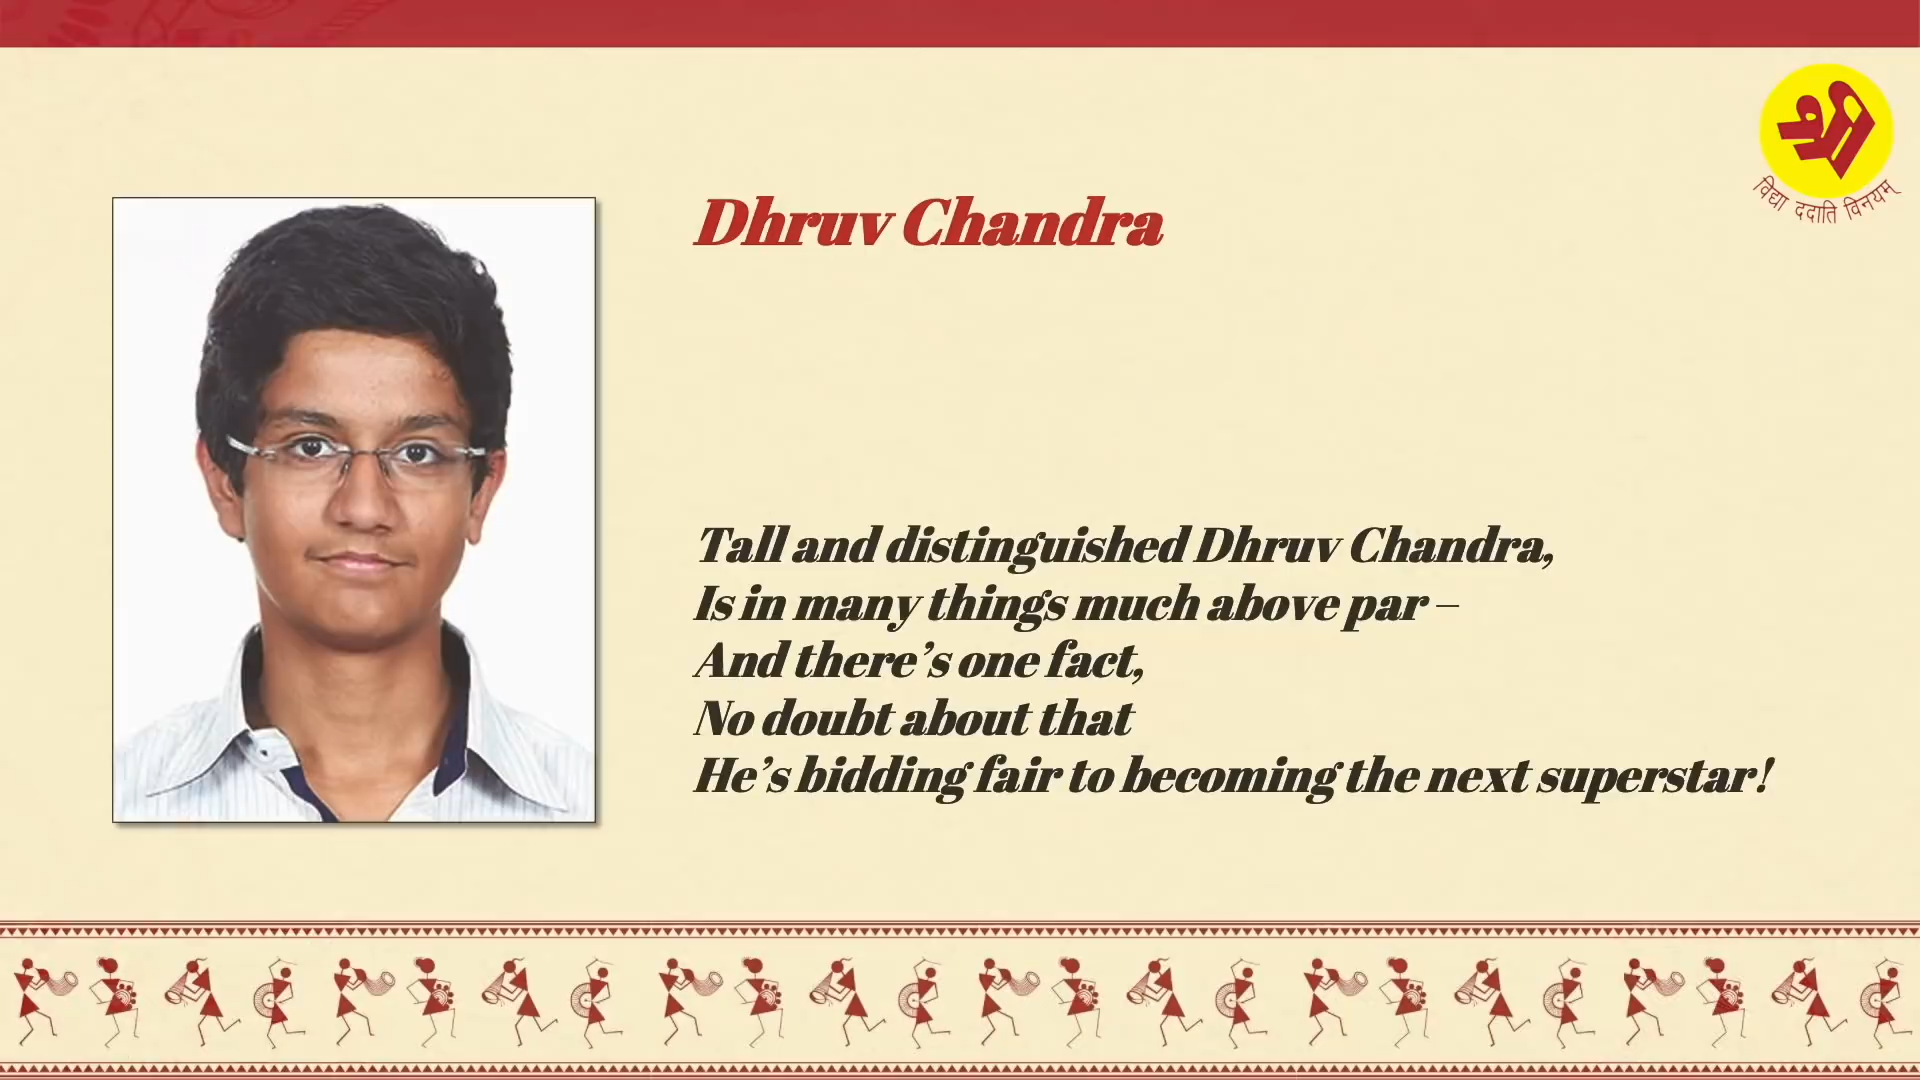 श्री
विद्या ददाति विनयम्
Dhruv Chandra
Tall and distinguished Dhruv Chandra,
Is in many things much above par –
And there’s one fact,
No doubt about that
He’s bidding fair to becoming the next superstar!